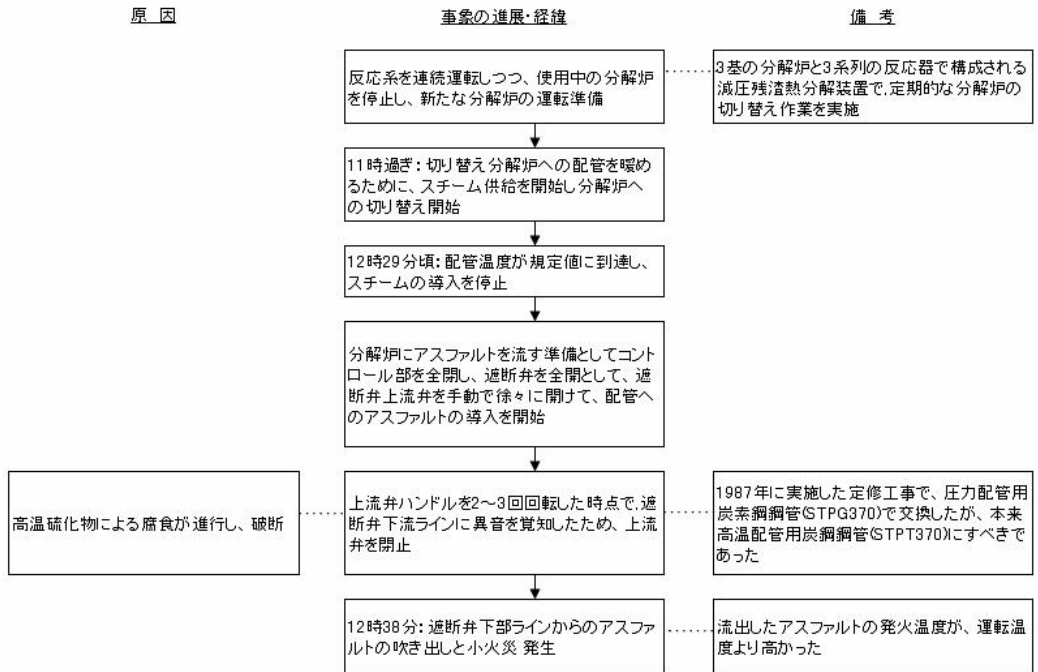 原　因
事象の進展・経緯
備　考
反応系を連続運転しつつ、使用中の分解炉
を停止し、新たな分解炉の運転準備
3基の分解炉と3系列の反応器で構成される
減圧残渣熱分解装置で、定期的な分解炉の
切り替え作業を実施
11時過ぎ：切り替え分解炉への配管を暖め
るために、スチーム供給を開始し分解炉へ
の切り替え開始
12時29分頃：配管温度が規定値に到達し、
スチームの導入を停止
分解炉にアスファルトを流す準備としてコント
ロール部を全閉し、遮断弁を全開として、遮
断弁上流弁を手動で徐々に開けて、配管へ
のアスファルトの導入を開始
高温硫化物による腐食が進行し、破断
上流弁ハンドルを2～3回回転した時点で、遮
断弁下流ラインに異音を覚知したため、上流
弁を閉止
1987年に実施した定修工事で、圧力配管用
炭素鋼鋼管(STPG370)で交換したが、本来
高温配管用炭鋼鋼管(STPT370)にすべきで
あった
12時38分：遮断弁下部ラインからのアスファ
ルトの吹き出しと小火災 発生
流出したアスファルトの発火温度が、運転温
度より高かった